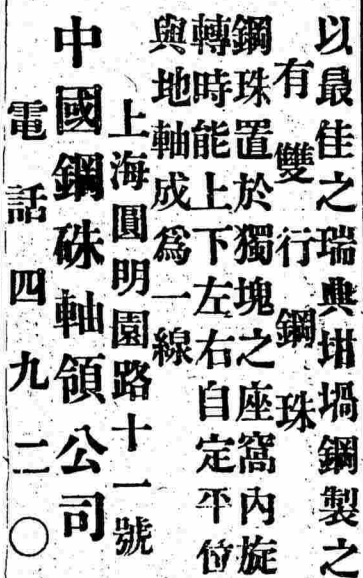 以最佳之瑞典坩堝鋼製之
有雙行鋼珠
鋼珠置於獨塊之座窩內旋
轉時能上下左右自定平位
與地軸成爲一線
上海圓明園路十一號
中國鋼硃軸領公司
電話四九二〇